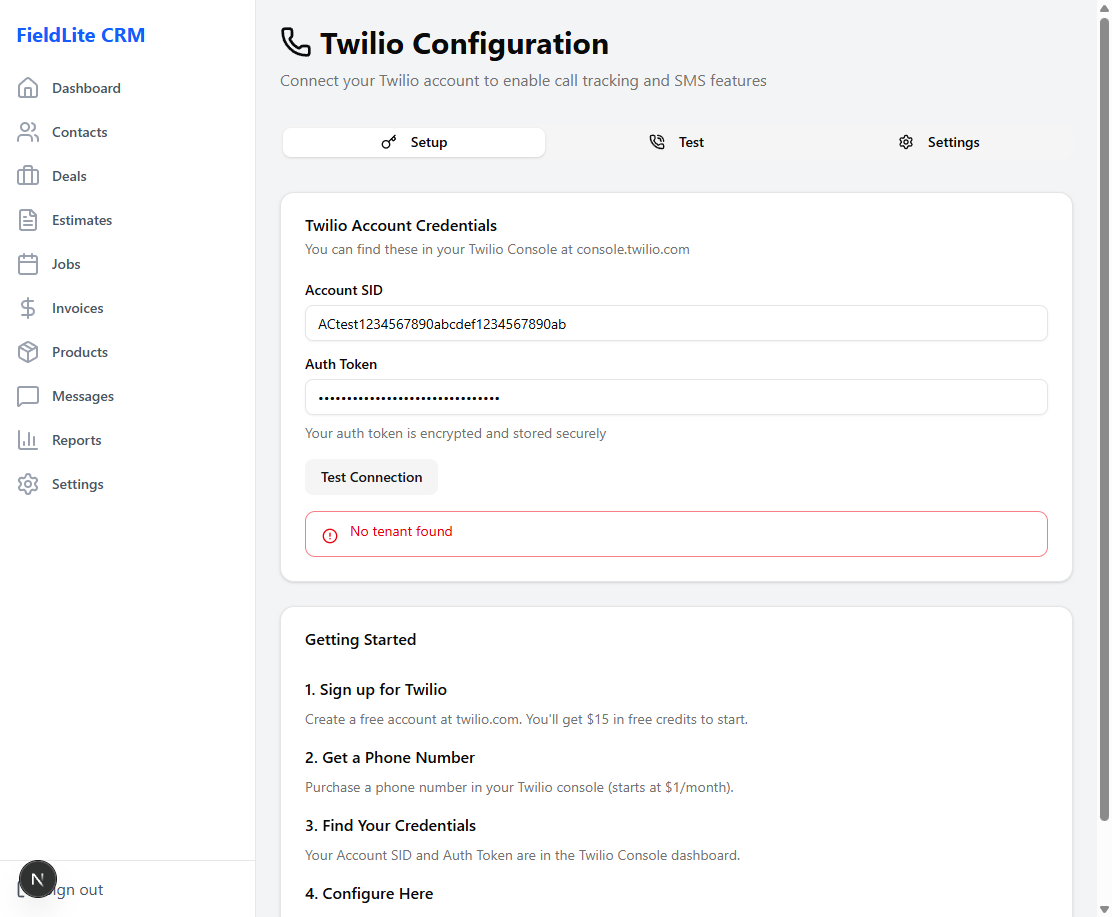 FieldLite CRM
Dashboard
Contacts
Deals
Estimates
Jobs
Invoices
Products
Messages
Reports
Settings
N
gn out
Twilio Configuration
Connect your Twilio account to enable call tracking and SMS features
Setup
Test
Settings
Twilio Account Credentials
You can find these in your Twilio Console at console.twilio.com
Account SID
ACtest1234567890abcdef1234567890ab
Auth Token
••••••••••••••••••••••••••••••••
Your auth token is encrypted and stored securely
Test Connection
No tenant found
Getting Started
1. Sign up for Twilio
Create a free account at twilio.com. You'll get $15 in free credits to start.
2. Get a Phone Number
Purchase a phone number in your Twilio console (starts at $1/month).
3. Find Your Credentials
Your Account SID and Auth Token are in the Twilio Console dashboard.
4. Configure Here